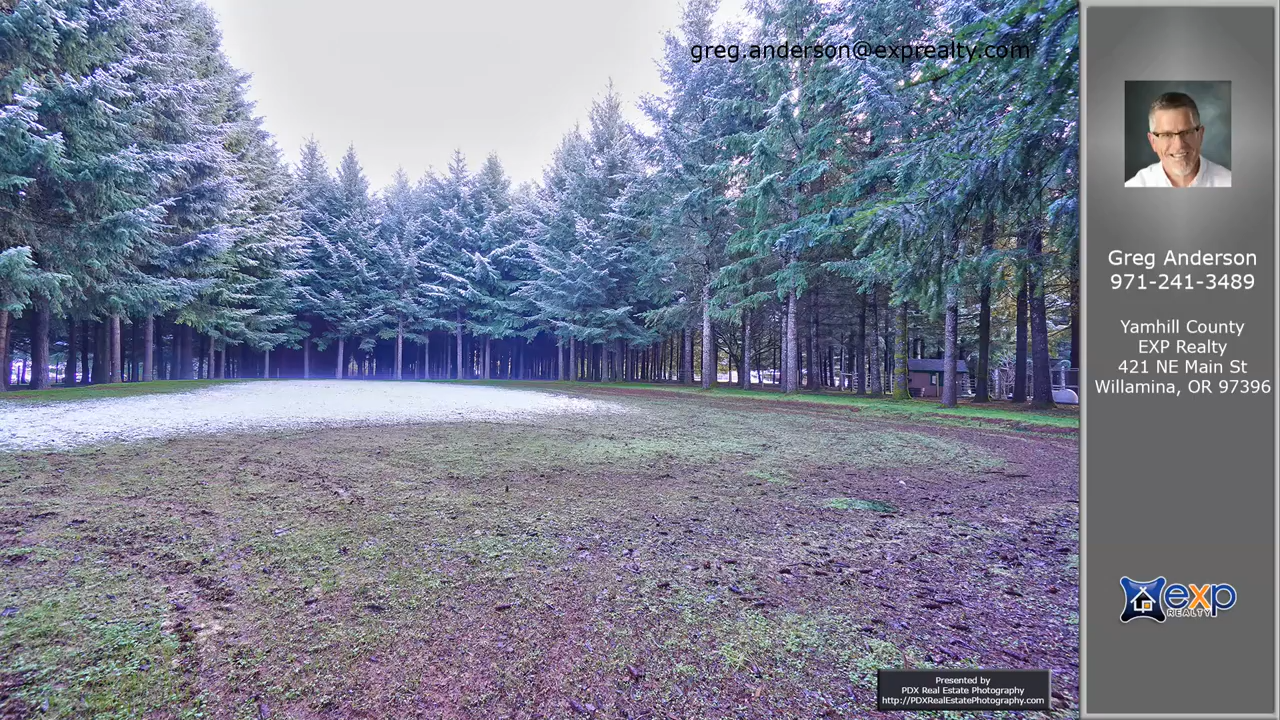 greg.anderson@exprealty.com
Greg Anderson
971-241-3489
Yamhill County
EXP Realty
421 NE Main St
Willamina, OR 97396
exp
REALTY
Presented by
PDX Real Estate Photography
http://PDXRealEstatePhotography.com